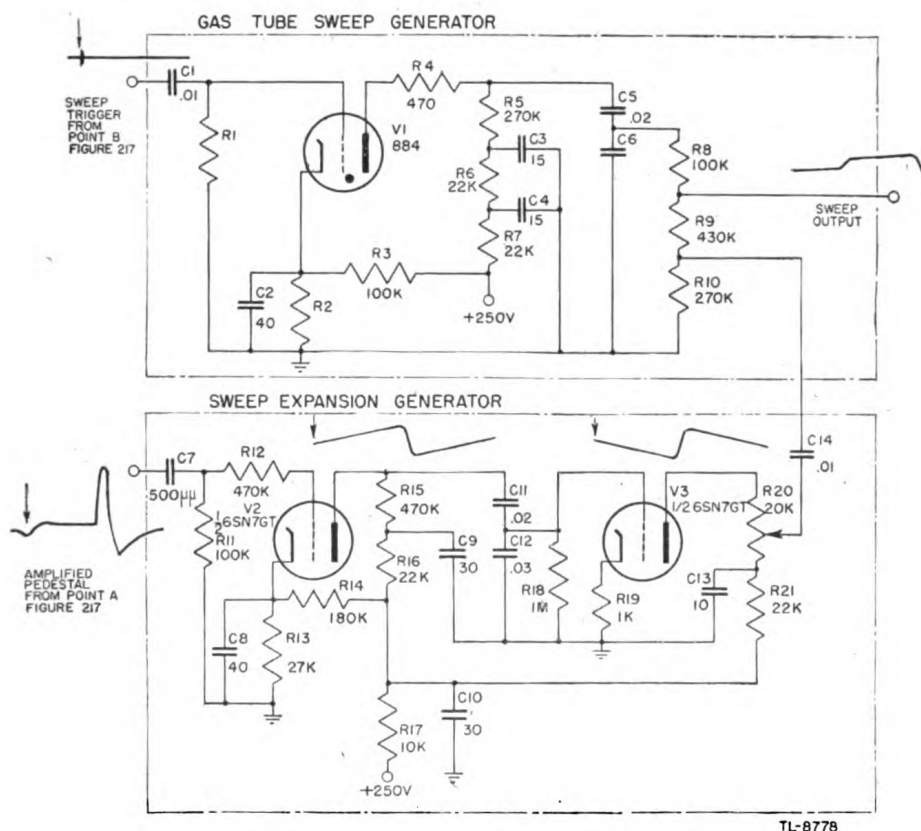 GAS TUBE SWEEP GENERATOR
C1
.01
SWEEP
TRIGGER
FROM
POINT B
FIGURE 217
R1
R4
470
V1
884
R5
270K
C3
15
R6
22K
C4
15
R7
22K
R3
100K
+250V
C2
40
R2
C5
.02
C6
R8
100K
R9
430K
R10
270K
SWEEP
OUTPUT
SWEEP EXPANSION GENERATOR
C7
500μμ
R12
470K
V2
1/2 6SN7GT
R11
100K
AMPLIFIED
PEDESTAL
FROM POINT A
FIGURE 217
C8
40
R13
27K
R14
180K
R15
470K
R16
22K
C9
30
C11
.02
C12
.03
R18
1M
R19
1K
V3
1/2 6SN7GT
C14
.01
R20
20K
C13
10
R21
22K
R17
10K
C10
30
+250V
TL-8778